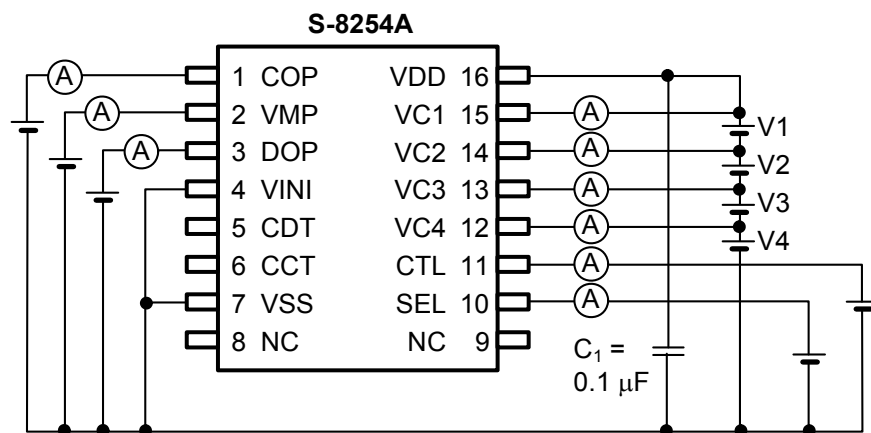 S-8254A
A
A
A
1 COP
2 VMP
3 DOP
4 VINI
5 CDT
6 CCT
7 VSS
8 NC
VDD 16
VC1 15
VC2 14
VC3 13
VC4 12
CTL 11
SEL 10
NC 9
A
A
A
A
A
A
V1
V2
V3
V4
C₁ =
0.1 μF